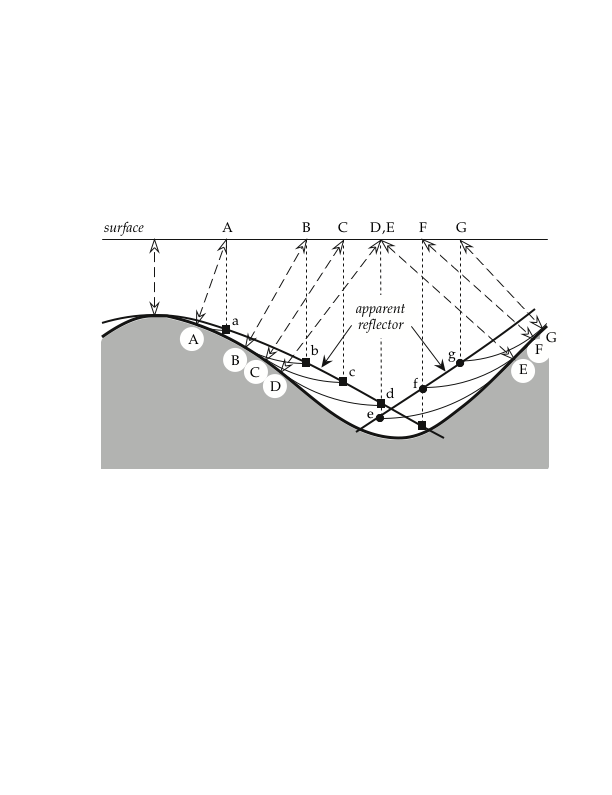 surface A B C D,E F G
a
apparent
reflector
A
b
g
G
B
F
C
c
f
E
D
d
e